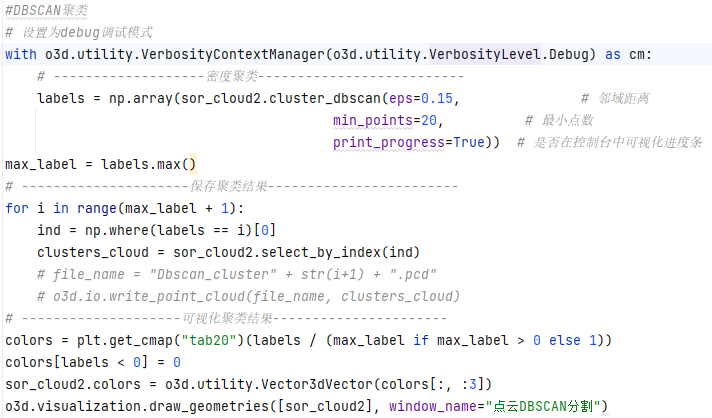 #DBSCAN聚类
# 设置为debug调试模式
with o3d.utility.VerbosityContextManager(o3d.utility.VerbosityLevel.Debug) as cm:
    # -------------------密度聚类--------------------------
    labels = np.array(sor_cloud2.cluster_dbscan(eps=0.15,               # 邻域距离
                                         min_points=20,          # 最小点数
                                         print_progress=True))  # 是否在控制台中可视化进度条
max_label = labels.max()
# ---------------------保存聚类结果------------------------
for i in range(max_label + 1):
    ind = np.where(labels == i)[0]
    clusters_cloud = sor_cloud2.select_by_index(ind)
    # file_name = "Dbscan_cluster" + str(i+1) + ".pcd"
    # o3d.io.write_point_cloud(file_name, clusters_cloud)
# --------------------可视化聚类结果----------------------
colors = plt.get_cmap("tab20")(labels / (max_label if max_label > 0 else 1))
colors[labels < 0] = 0
sor_cloud2.colors = o3d.utility.Vector3dVector(colors[:, :3])
o3d.visualization.draw_geometries([sor_cloud2], window_name="点云DBSCAN分割")